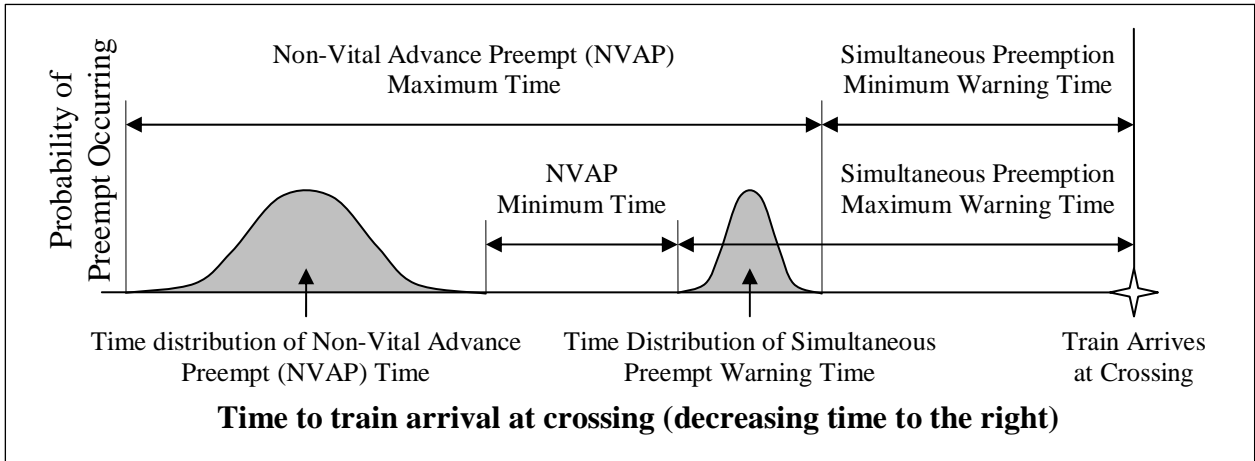 Probability of
Preempt Occurring
Non-Vital Advance Preempt (NVAP)
Maximum Time
Simultaneous Preemption
Minimum Warning Time
NVAP
Minimum Time
Simultaneous Preemption
Maximum Warning Time
Time distribution of Non-Vital Advance
Preempt (NVAP) Time
Time Distribution of Simultaneous
Preempt Warning Time
Train Arrives
at Crossing
Time to train arrival at crossing (decreasing time to the right)